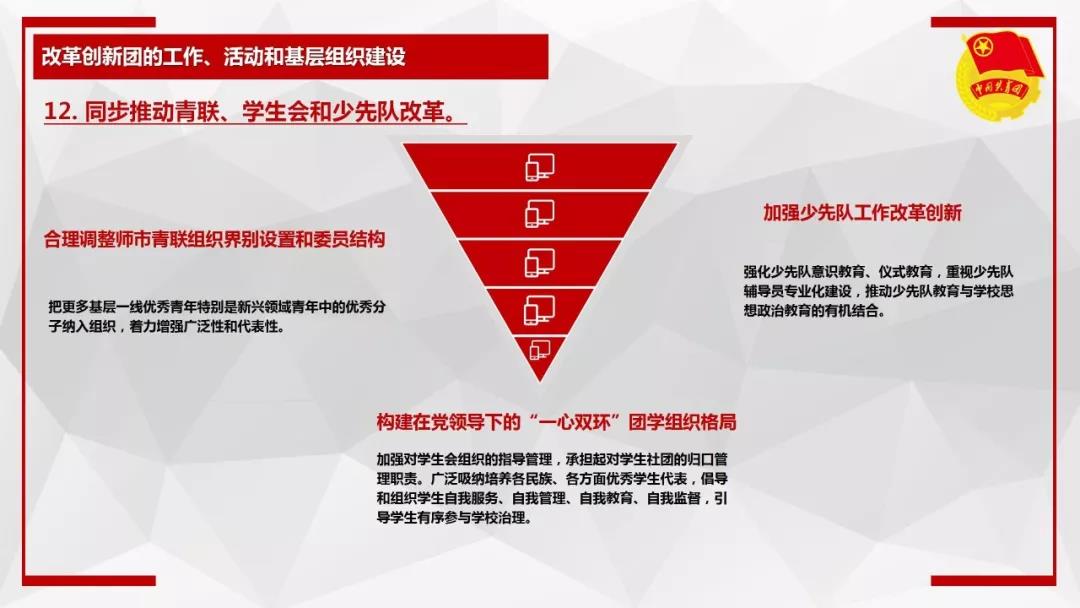 改革创新团的工作、活动和基层组织建设
12. 同步推动青联、学生会和少先队改革。
中国共青团
合理调整师市青联组织界别设置和委员结构
把更多基层一线优秀青年特别是新兴领域青年中的优秀分
子纳入组织，着力增强广泛性和代表性。
加强少先队工作改革创新
强化少先队意识教育、仪式教育，重视少先队
辅导员专业化建设，推动少先队教育与学校思
想政治教育的有机结合。
构建在党领导下的“一心双环”团学组织格局
加强对学生会组织的指导管理，承担起对学生社团的归口管
理职责。广泛吸纳培养各民族、各方面优秀学生代表，倡导
和组织学生自我服务、自我管理、自我教育、自我监督，引
导学生有序参与学校治理。